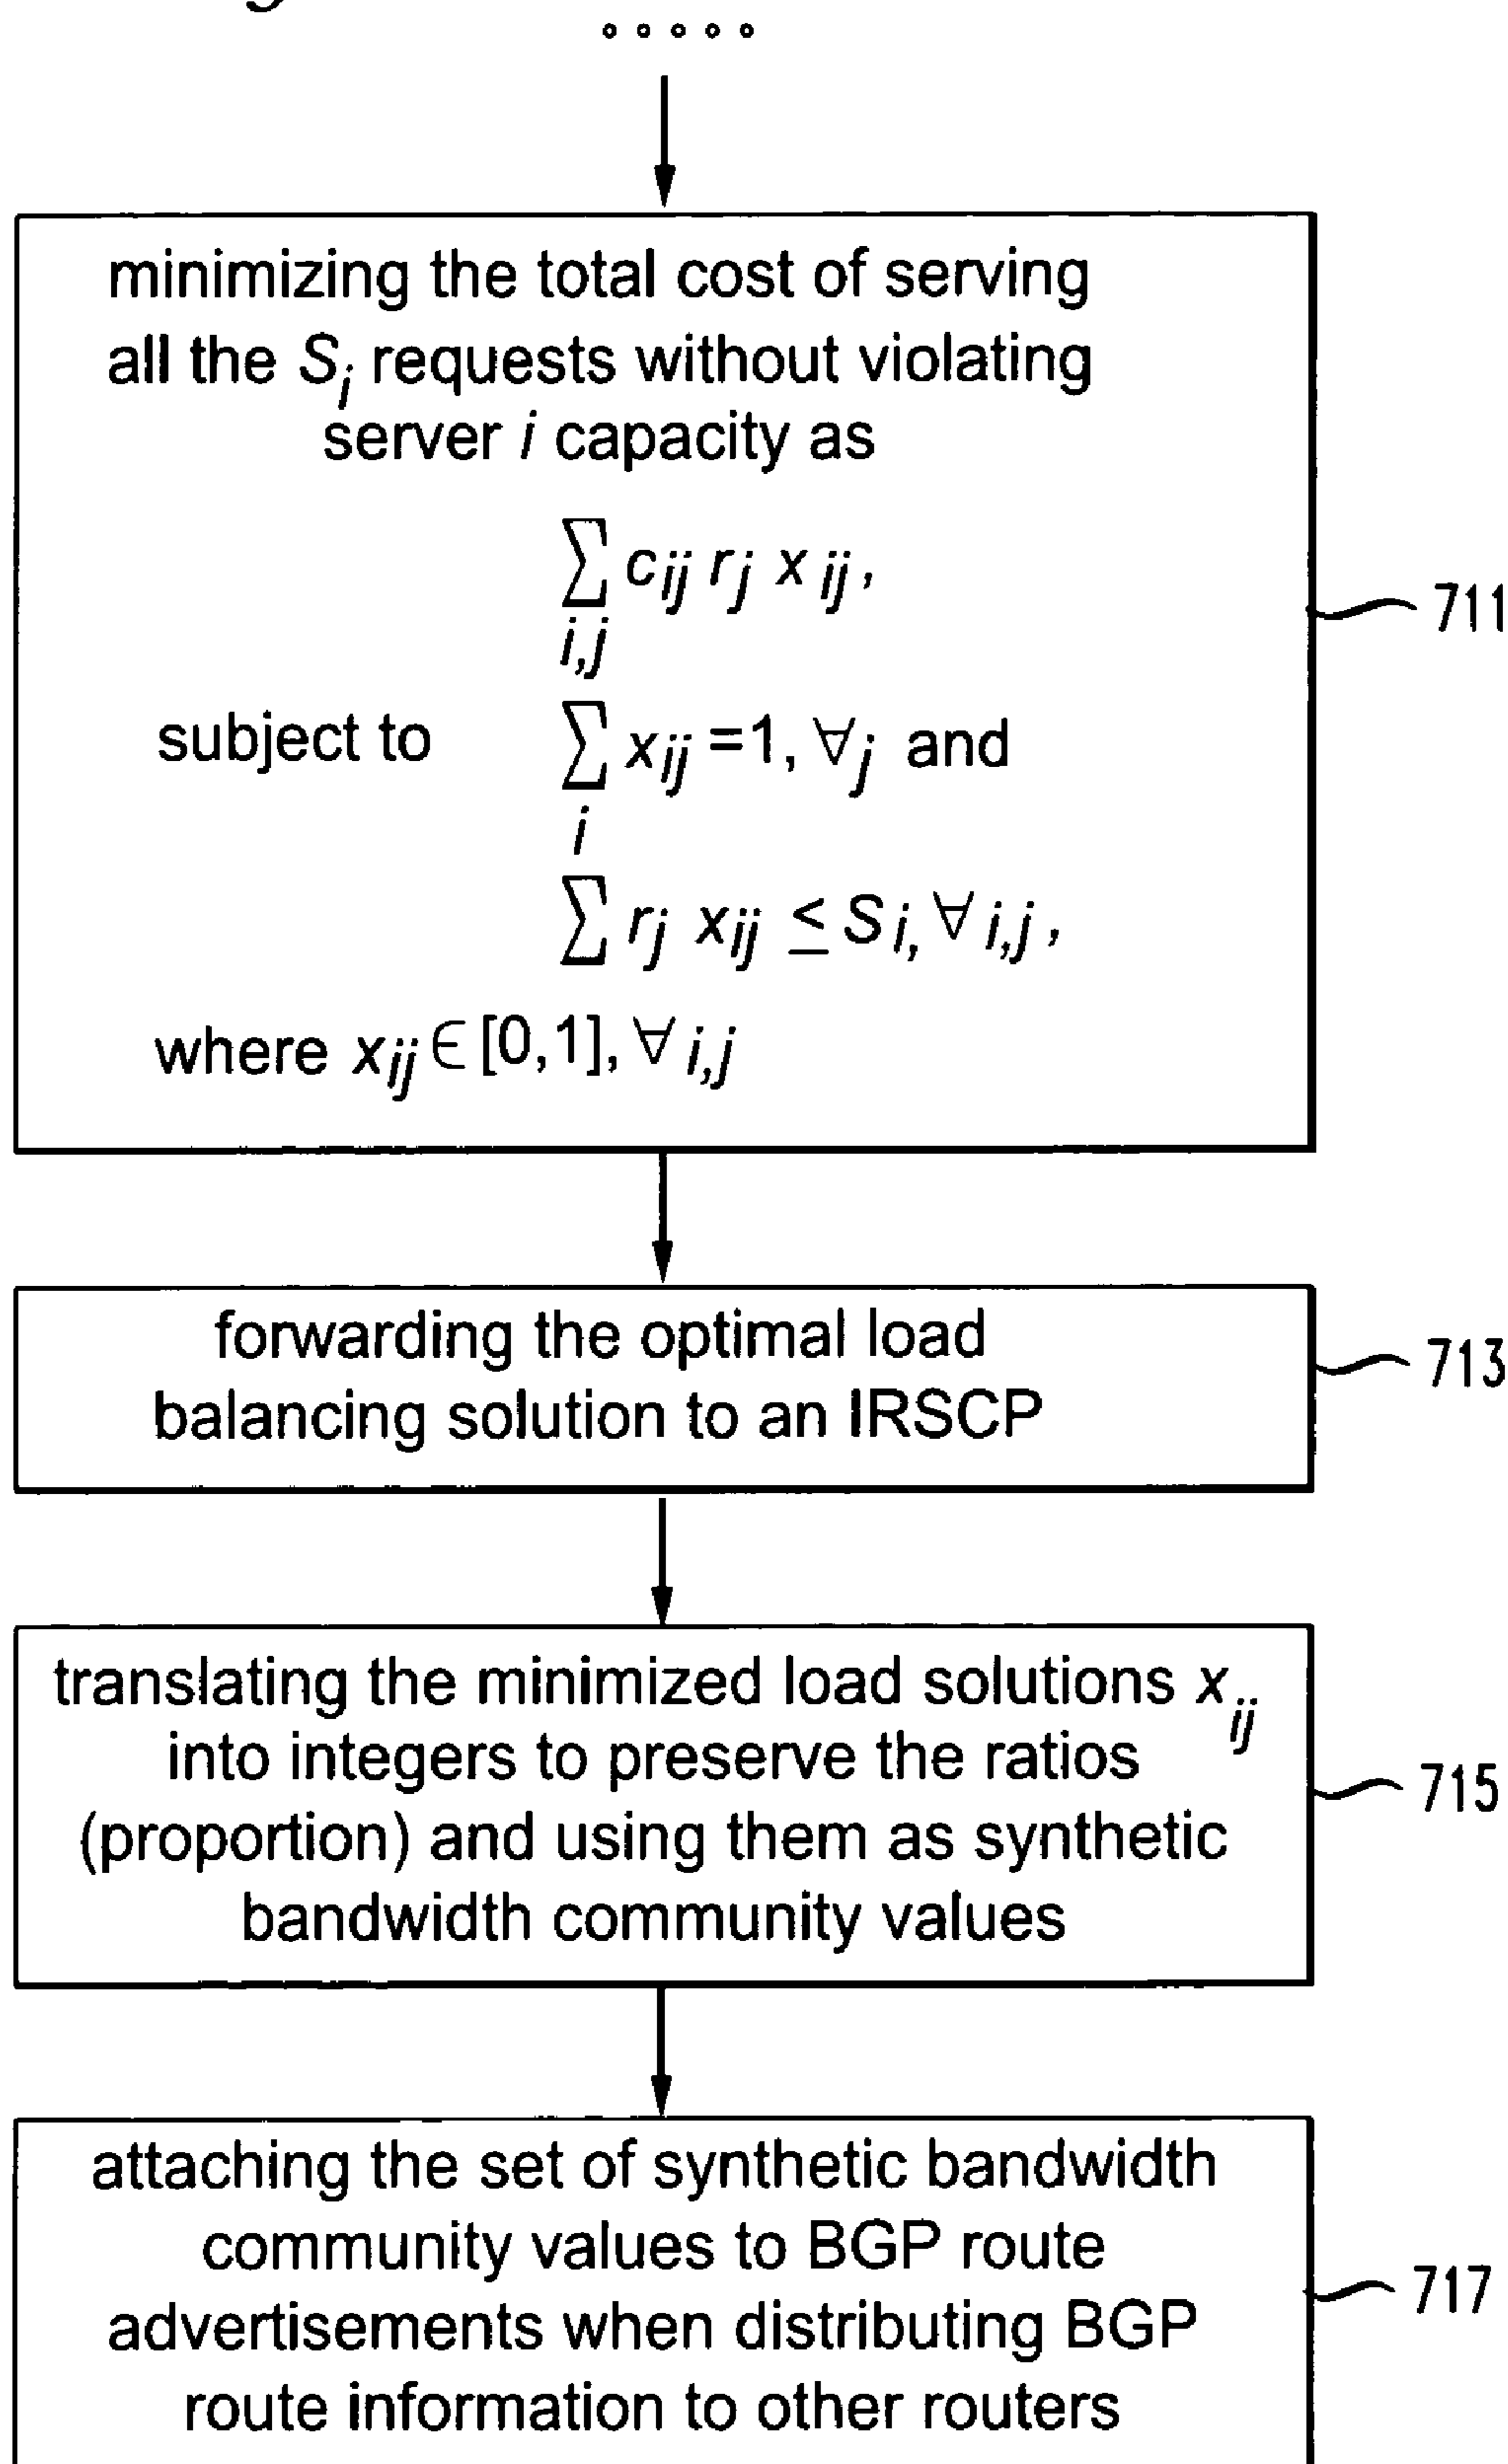 minimizing the total cost of serving
all the S_j requests without violating
server i capacity as
∑ c_ij r_j x_ij,
i,j
subject to ∑ x_ij =1, ∀_j and
i
∑ r_j x_ij ≤ S_i, ∀_i,j,
where x_ij ∈ [0,1], ∀_i,j
711
forwarding the optimal load
balancing solution to an IRSCP
713
translating the minimized load solutions x_ij
into integers to preserve the ratios
(proportion) and using them as synthetic
bandwidth community values
715
attaching the set of synthetic bandwidth
community values to BGP route
advertisements when distributing BGP
route information to other routers
717